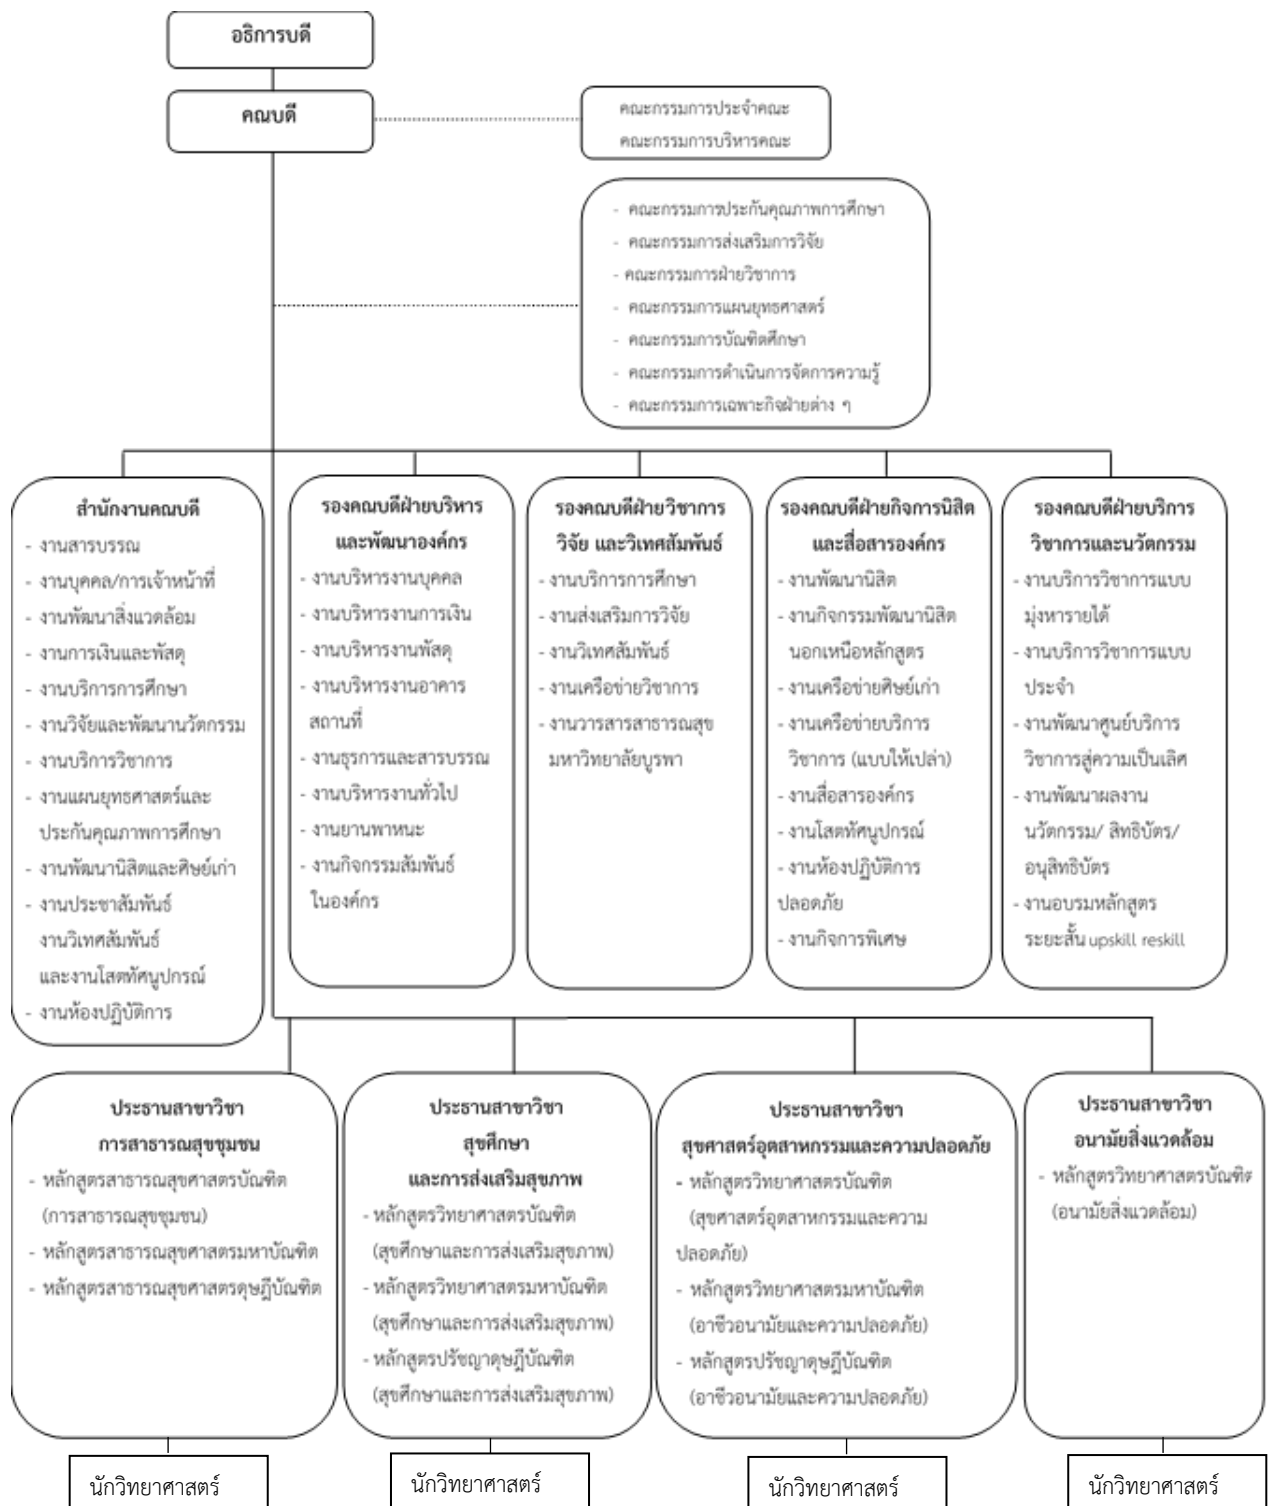 อธิการบดี
คณบดี
คณะกรรมการประจำคณะ
คณะกรรมการบริหารคณะ
- คณะกรรมการประกันคุณภาพการศึกษา
- คณะกรรมการส่งเสริมการวิจัย
- คณะกรรมการฝ่ายวิชาการ
- คณะกรรมการแผนยุทธศาสตร์
- คณะกรรมการบัณฑิตศึกษา
- คณะกรรมการดำเนินการจัดการความรู้
- คณะกรรมการเฉพาะกิจฝ่ายต่าง ๆ
สำนักงานคณบดี
- งานสารบรรณ
- งานบุคคล/การเจ้าหน้าที่
- งานพัฒนาสิ่งแวดล้อม
- งานการเงินและพัสดุ
- งานบริการการศึกษา
- งานวิจัยและพัฒนานวัตกรรม
- งานบริการวิชาการ
- งานแผนยุทธศาสตร์และ
ประกันคุณภาพการศึกษา
- งานพัฒนานิสิตและศิษย์เก่า
- งานประชาสัมพันธ์
งานวิเทศสัมพันธ์
และงานโสตทัศนูปกรณ์
- งานห้องปฏิบัติการ
รองคณบดีฝ่ายบริหาร
และพัฒนาองค์กร
- งานบริหารงานบุคคล
- งานบริหารงานการเงิน
- งานบริหารงานพัสดุ
- งานบริหารงานอาคาร
สถานที่
- งานธุรการและสารบรรณ
- งานบริหารงานทั่วไป
- งานยานพาหนะ
- งานกิจกรรมสัมพันธ์
ในองค์กร
รองคณบดีฝ่ายวิชาการ
วิจัย และวิเทศสัมพันธ์
- งานบริการการศึกษา
- งานส่งเสริมการวิจัย
- งานวิเทศสัมพันธ์
- งานเครือข่ายวิชาการ
- งานวารสารสาธารณสุข
มหาวิทยาลัยบูรพา
รองคณบดีฝ่ายกิจการนิสิต
และสื่อสารองค์กร
- งานพัฒนานิสิต
- งานกิจกรรมพัฒนานิสิต
นอกเหนือหลักสูตร
- งานเครือข่ายศิษย์เก่า
- งานเครือข่ายบริการ
วิชาการ (แบบให้เปล่า)
- งานสื่อสารองค์กร
- งานโสตทัศนูปกรณ์
- งานห้องปฏิบัติการ
ปลอดภัย
- งานกิจการพิเศษ
รองคณบดีฝ่ายบริการ
วิชาการและนวัตกรรม
- งานบริการวิชาการแบบ
มุ่งหารายได้
- งานบริการวิชาการแบบ
ประจำ
- งานพัฒนาศูนย์บริการ
วิชาการสู่ความเป็นเลิศ
- งานพัฒนาผลงาน
นวัตกรรม/ สิทธิบัตร/
อนุสิทธิบัตร
- งานอบรมหลักสูตร
ระยะสั้น upskill reskill
ประธานสาขาวิชา
การสาธารณสุขชุมชน
- หลักสูตรสาธารณสุขศาสตรบัณฑิต
(การสาธารณสุขชุมชน)
- หลักสูตรสาธารณสุขศาสตรมหาบัณฑิต
- หลักสูตรสาธารณสุขศาสตรดุษฎีบัณฑิต
ประธานสาขาวิชา
สุขศึกษา
และการส่งเสริมสุขภาพ
- หลักสูตรวิทยาศาสตรบัณฑิต
(สุขศึกษาและการส่งเสริมสุขภาพ)
- หลักสูตรวิทยาศาสตรมหาบัณฑิต
(สุขศึกษาและการส่งเสริมสุขภาพ)
- หลักสูตรปรัชญาดุษฎีบัณฑิต
(สุขศึกษาและการส่งเสริมสุขภาพ)
ประธานสาขาวิชา
สุขศาสตร์อุตสาหกรรมและความปลอดภัย
- หลักสูตรวิทยาศาสตรบัณฑิต
(สุขศาสตร์อุตสาหกรรมและความ
ปลอดภัย)
- หลักสูตรวิทยาศาสตรมหาบัณฑิต
(อาชีวอนามัยและความปลอดภัย)
- หลักสูตรปรัชญาดุษฎีบัณฑิต
(อาชีวอนามัยและความปลอดภัย)
ประธานสาขาวิชา
อนามัยสิ่งแวดล้อม
- หลักสูตรวิทยาศาสตรบัณฑิต
(อนามัยสิ่งแวดล้อม)
นักวิทยาศาสตร์
นักวิทยาศาสตร์
นักวิทยาศาสตร์
นักวิทยาศาสตร์